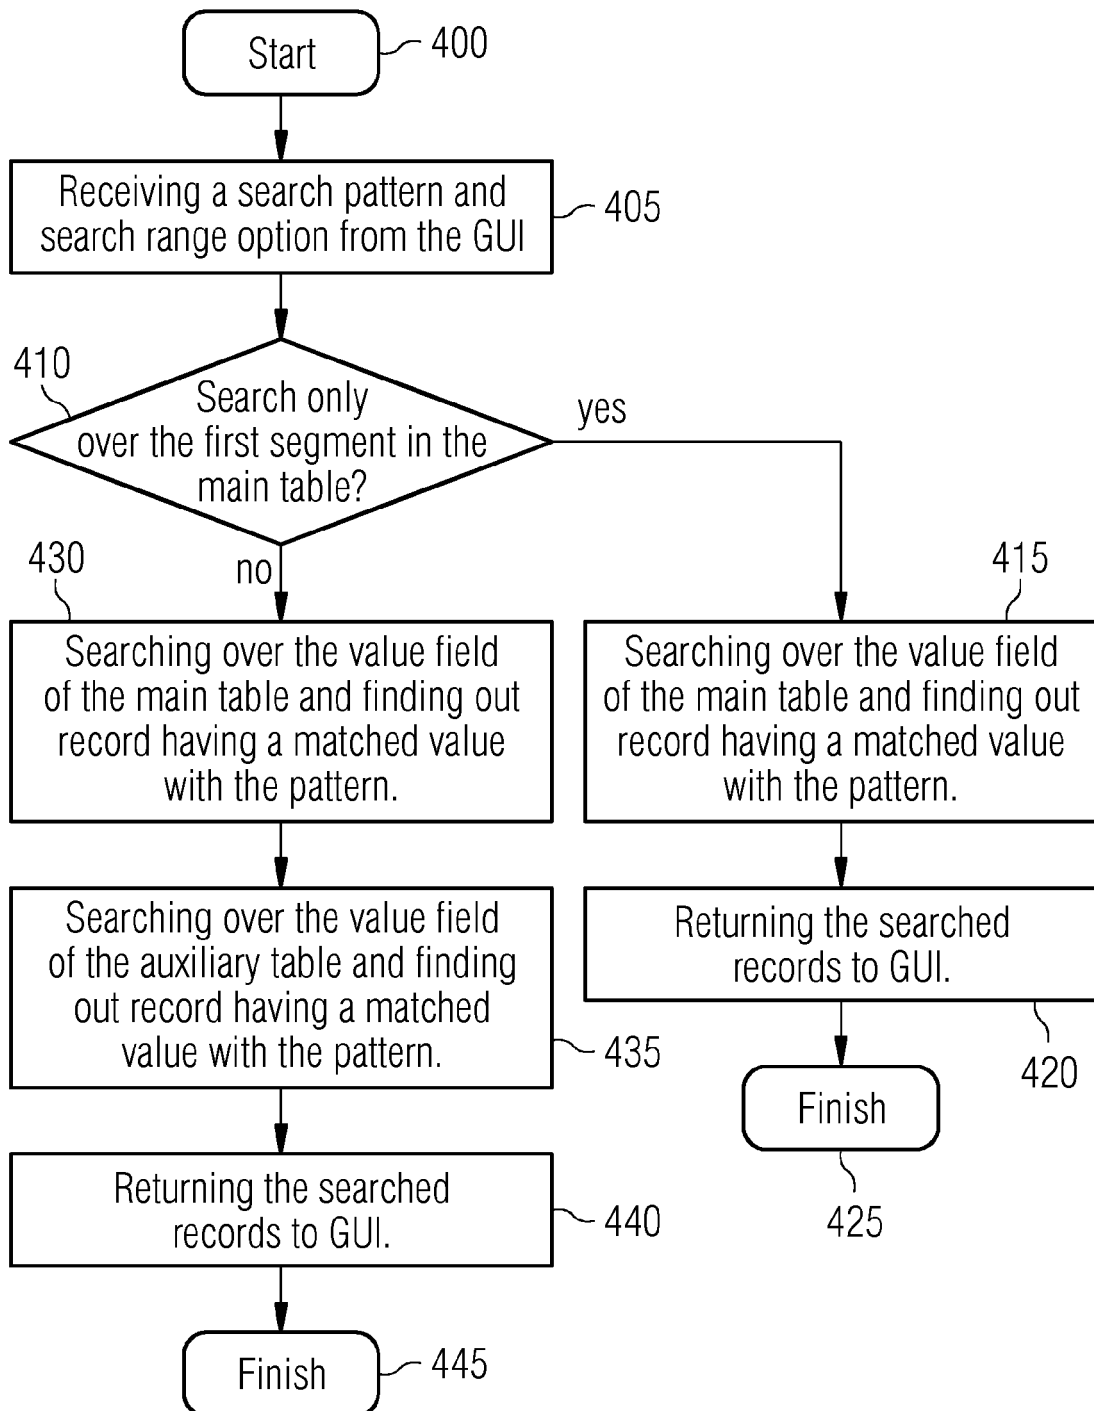 Start
400
Receiving a search pattern and
search range option from the GUI
405
410
Search only
over the first segment in the
main table?
yes
no
430
Searching over the value field
of the main table and finding out
record having a matched value
with the pattern.
415
Searching over the value field
of the main table and finding out
record having a matched value
with the pattern.
Searching over the value field
of the auxiliary table and finding
out record having a matched
value with the pattern.
435
Returning the searched
records to GUI.
420
Finish
425
Returning the searched
records to GUI.
440
Finish
445